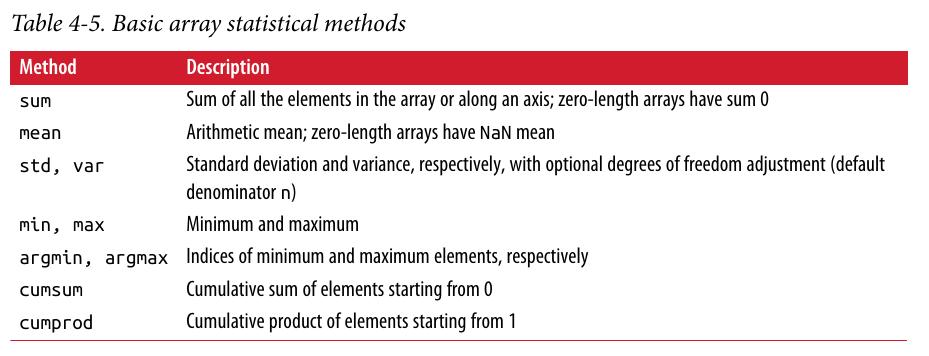 Table 4-5. Basic array statistical methods
Method Description
sum Sum of all the elements in the array or along an axis; zero-length arrays have sum 0
mean Arithmetic mean; zero-length arrays have NaN mean
std, var Standard deviation and variance, respectively, with optional degrees of freedom adjustment (default
denominator n)
min, max Minimum and maximum
argmin, argmax Indices of minimum and maximum elements, respectively
cumsum Cumulative sum of elements starting from 0
cumprod Cumulative product of elements starting from 1